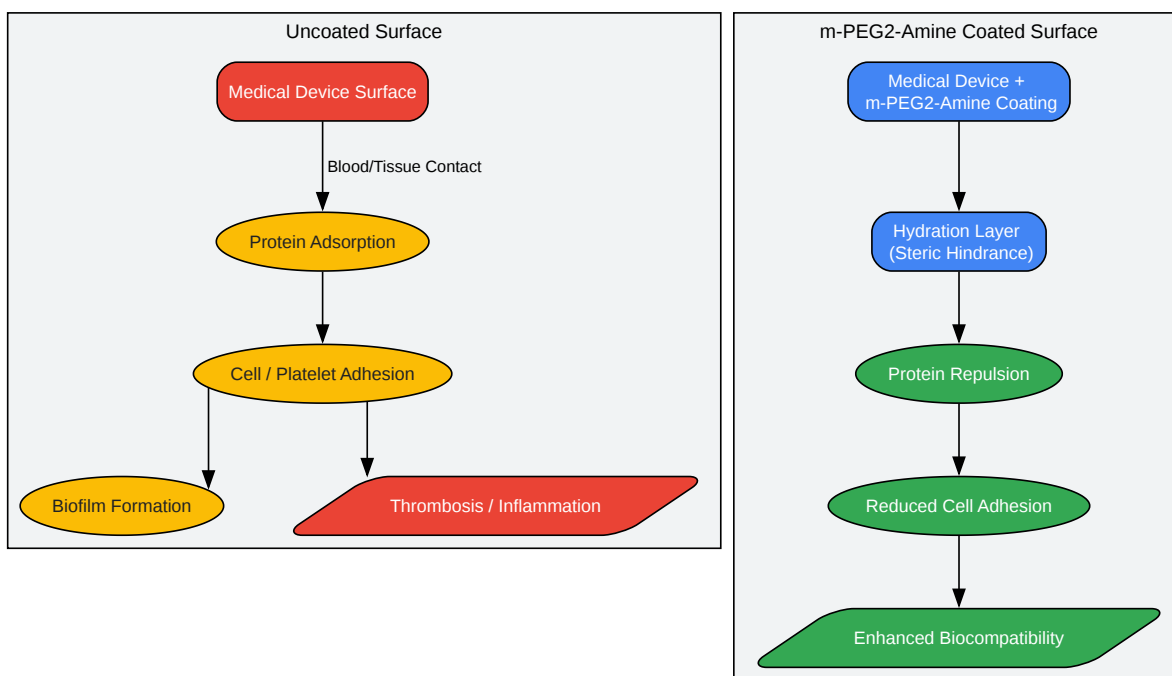 Uncoated Surface
Medical Device Surface
Blood/Tissue Contact
Protein Adsorption
Cell / Platelet Adhesion
Biofilm Formation
Thrombosis / Inflammation
m-PEG2-Amine Coated Surface
Medical Device +
m-PEG2-Amine Coating
Hydration Layer
(Steric Hindrance)
Protein Repulsion
Reduced Cell Adhesion
Enhanced Biocompatibility